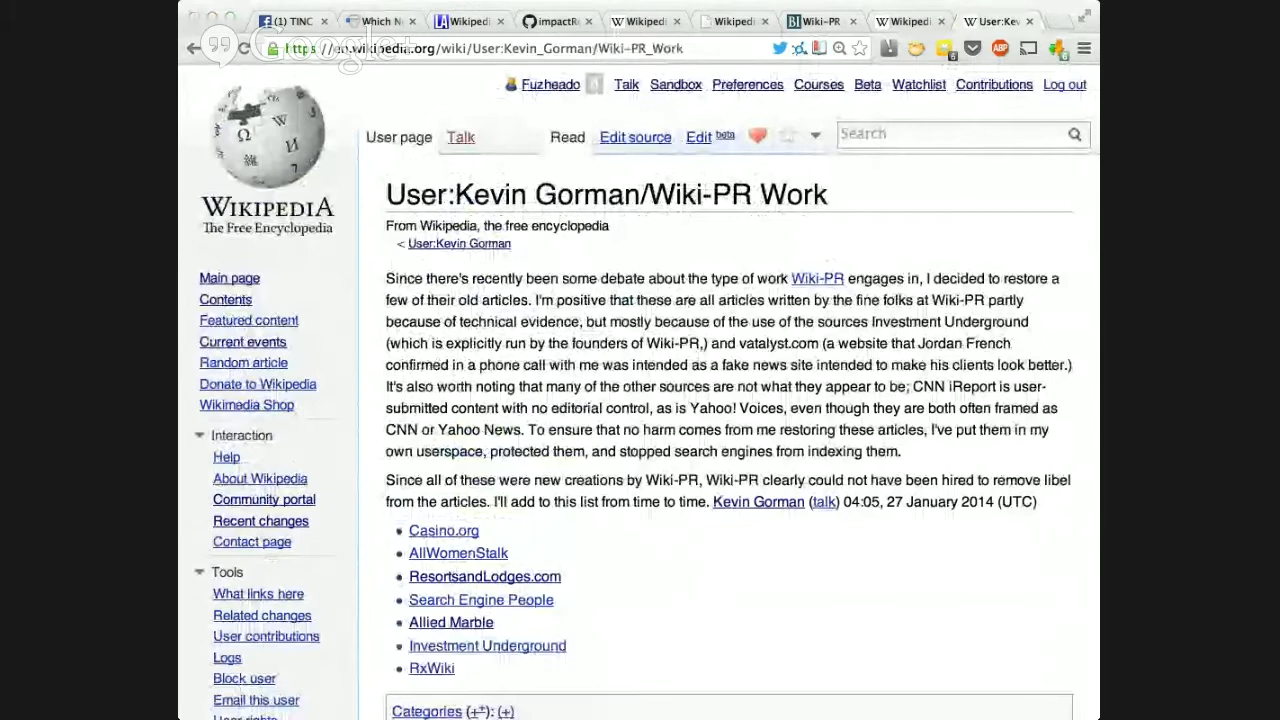 (1) TINC
Which Ne
Wikipedi
impactR
Wikipedi
Wikipedi
Wiki-PR
Wikipedi
User:Kev
Google+
https://en.wikipedia.org/wiki/User:Kevin_Gorman/Wiki-PR_Work
Fuzheado Talk Sandbox Preferences Courses Beta Watchlist Contributions Log out
User page Talk Read Edit source Edit beta Search
WIKIPEDIA
The Free Encyclopedia
Main page
Contents
Featured content
Current events
Random article
Donate to Wikipedia
Wikimedia Shop
Interaction
Help
About Wikipedia
Community portal
Recent changes
Contact page
Tools
What links here
Related changes
User contributions
Logs
Block user
Email this user
User rights
User:Kevin Gorman/Wiki-PR Work
From Wikipedia, the free encyclopedia
< User:Kevin Gorman
Since there's recently been some debate about the type of work Wiki-PR engages in, I decided to restore a
few of their old articles. I'm positive that these are all articles written by the fine folks at Wiki-PR partly
because of technical evidence, but mostly because of the use of the sources Investment Underground
(which is explicitly run by the founders of Wiki-PR,) and vatalyst.com (a website that Jordan French
confirmed in a phone call with me was intended as a fake news site intended to make his clients look better.)
It's also worth noting that many of the other sources are not what they appear to be; CNN iReport is user-
submitted content with no editorial control, as is Yahoo! Voices, even though they are both often framed as
CNN or Yahoo News. To ensure that no harm comes from me restoring these articles, I've put them in my
own userspace, protected them, and stopped search engines from indexing them.
Since all of these were new creations by Wiki-PR, Wiki-PR clearly could not have been hired to remove libel
from the articles. I'll add to this list from time to time. Kevin Gorman (talk) 04:05, 27 January 2014 (UTC)
Casino.org
AllWomenStalk
ResortsandLodges.com
Search Engine People
Allied Marble
Investment Underground
RxWiki
Categories (++): (+)